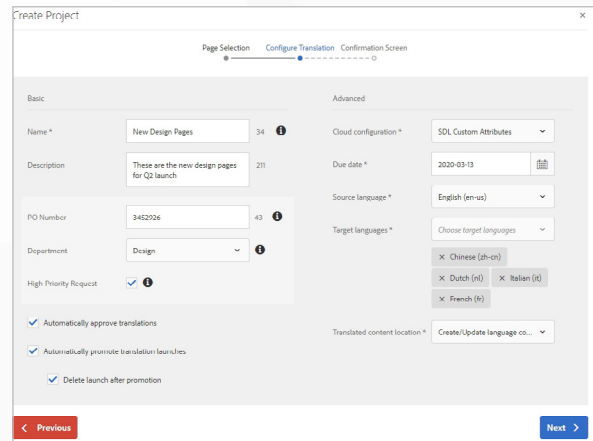 Create Project
×
Page Selection Configure Translation Confirmation Screen
Basic
Name * New Design Pages 34
Description These are the new design pages
for Q2 launch 211
PO Number 3452926 43
Department Design
High Priority Request
Automatically approve translations
Automatically promote translation launches
Delete launch after promotion
Advanced
Cloud configuration * SDL Custom Attributes
Due date * 2020-03-13
Source language * English (en-us)
Target languages * Choose target languages
× Chinese (zh-cn)
× Dutch (nl) × Italian (it)
× French (fr)
Translated content location * Create/Update language co...
Previous
Next